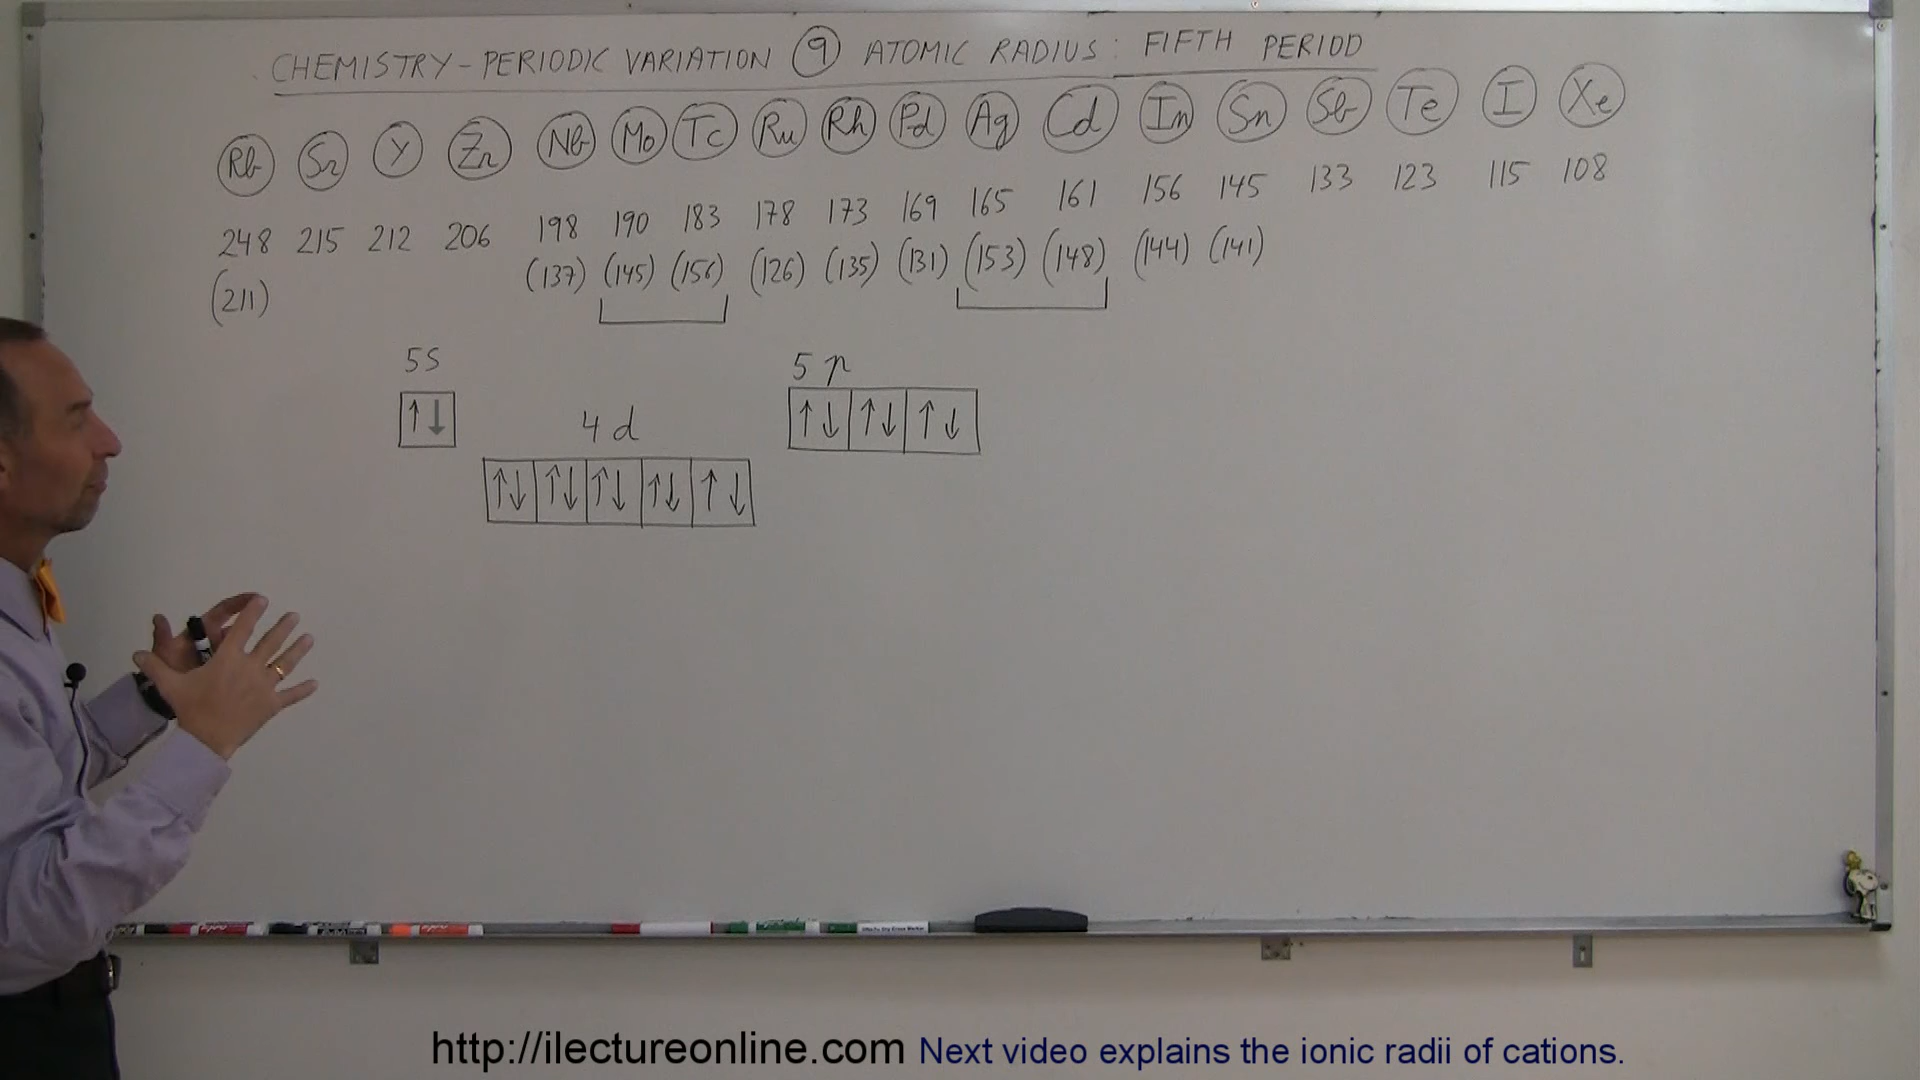 CHEMISTRY - PERIODIC VARIATION 9 ATOMIC RADIUS: FIFTH PERIOD
Rb Sr Y Zr Nb Mo Tc Ru Rh Pd Ag Cd In Sn Sb Te I Xe
248 215 212 206 198 190 183 178 173 169 165 161 156 145 133 123 115 108
(211) (137) (145) (156) (126) (135) (131) (153) (148) (144) (141)
5s 5p
↑↓ ↑↓ ↑↓ ↑↓
4d
↑↓ ↑↓ ↑↓ ↑↓ ↑↓
http://ilectureonline.com Next video explains the ionic radii of cations.